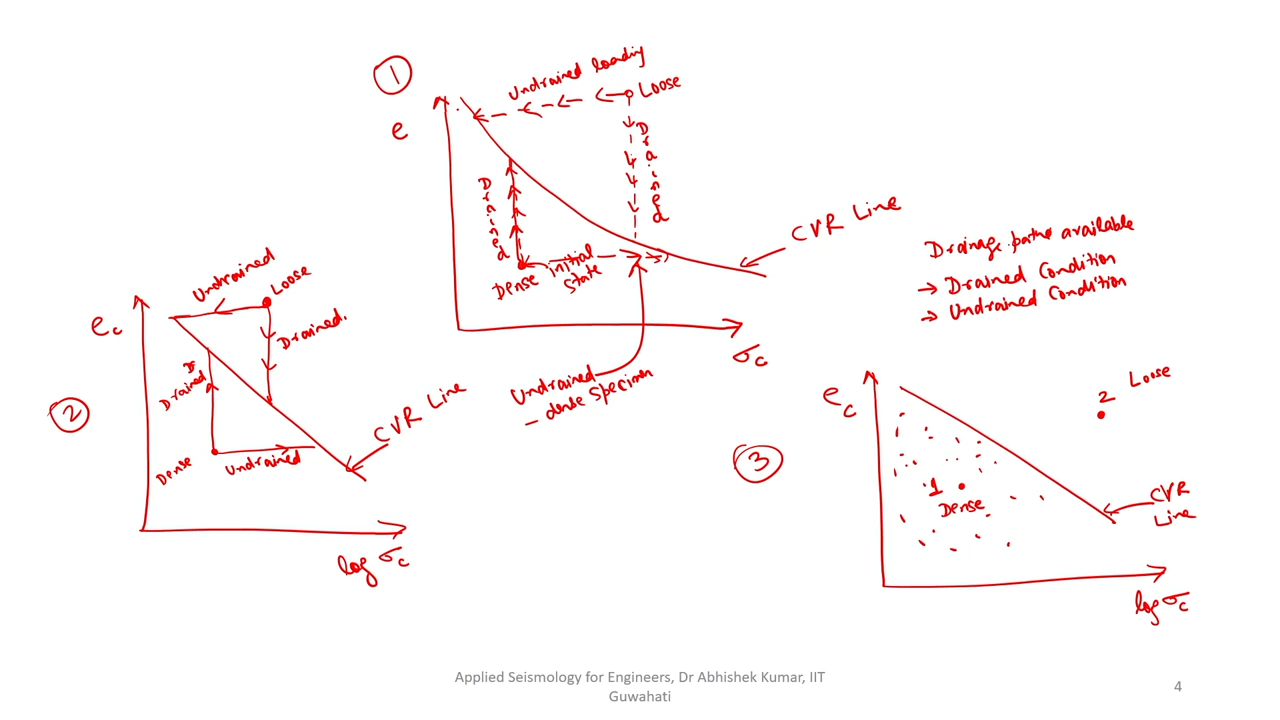 1
Undrained loading
Loose
e
Drained
Drained
Dense
initial
state
CVR Line
σc
Undrained
- dense specimen
Drainage paths available
→ Drained Condition
→ Undrained Condition
2
ec
Undrained
Loose
Drained.
Drained
Dense
Undrained
CVR Line
log σc
3
ec
2
Loose
1
Dense
CVR
Line
log σc
Applied Seismology for Engineers, Dr Abhishek Kumar, IIT
Guwahati
4